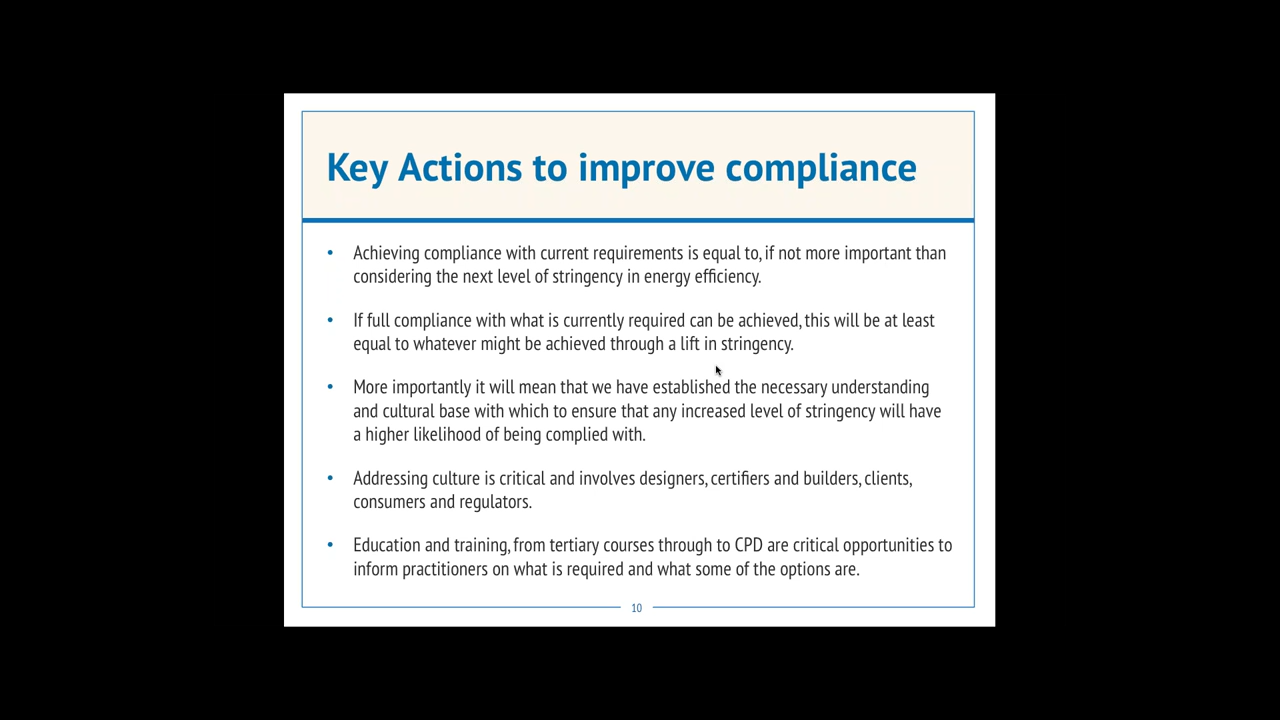 Key Actions to improve compliance
• Achieving compliance with current requirements is equal to, if not more important than
considering the next level of stringency in energy efficiency.
• If full compliance with what is currently required can be achieved, this will be at least
equal to whatever might be achieved through a lift in stringency.
• More importantly it will mean that we have established the necessary understanding
and cultural base with which to ensure that any increased level of stringency will have
a higher likelihood of being complied with.
• Addressing culture is critical and involves designers, certifiers and builders, clients,
consumers and regulators.
• Education and training, from tertiary courses through to CPD are critical opportunities to
inform practitioners on what is required and what some of the options are.
10